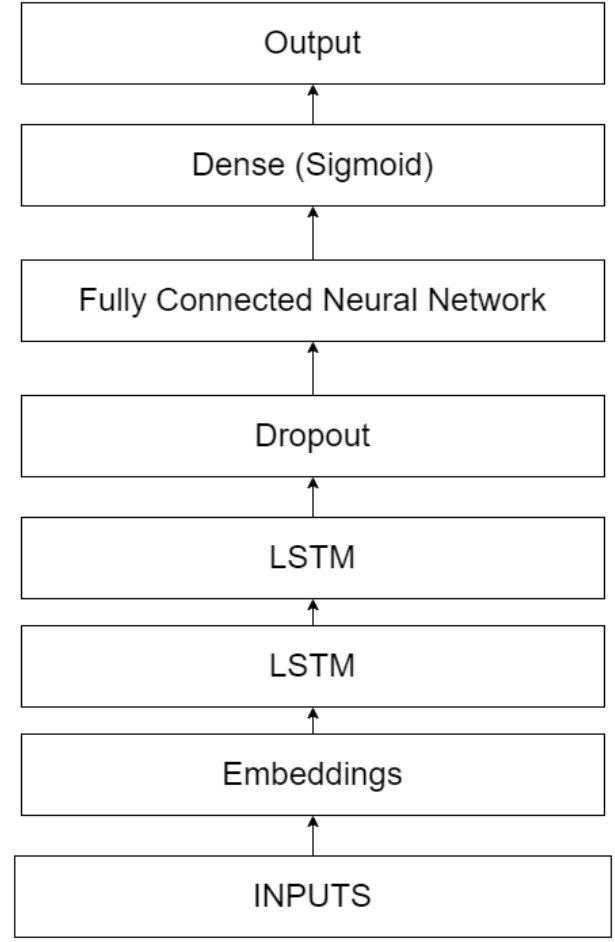 Output
Dense (Sigmoid)
Fully Connected Neural Network
Dropout
LSTM
LSTM
Embeddings
INPUTS